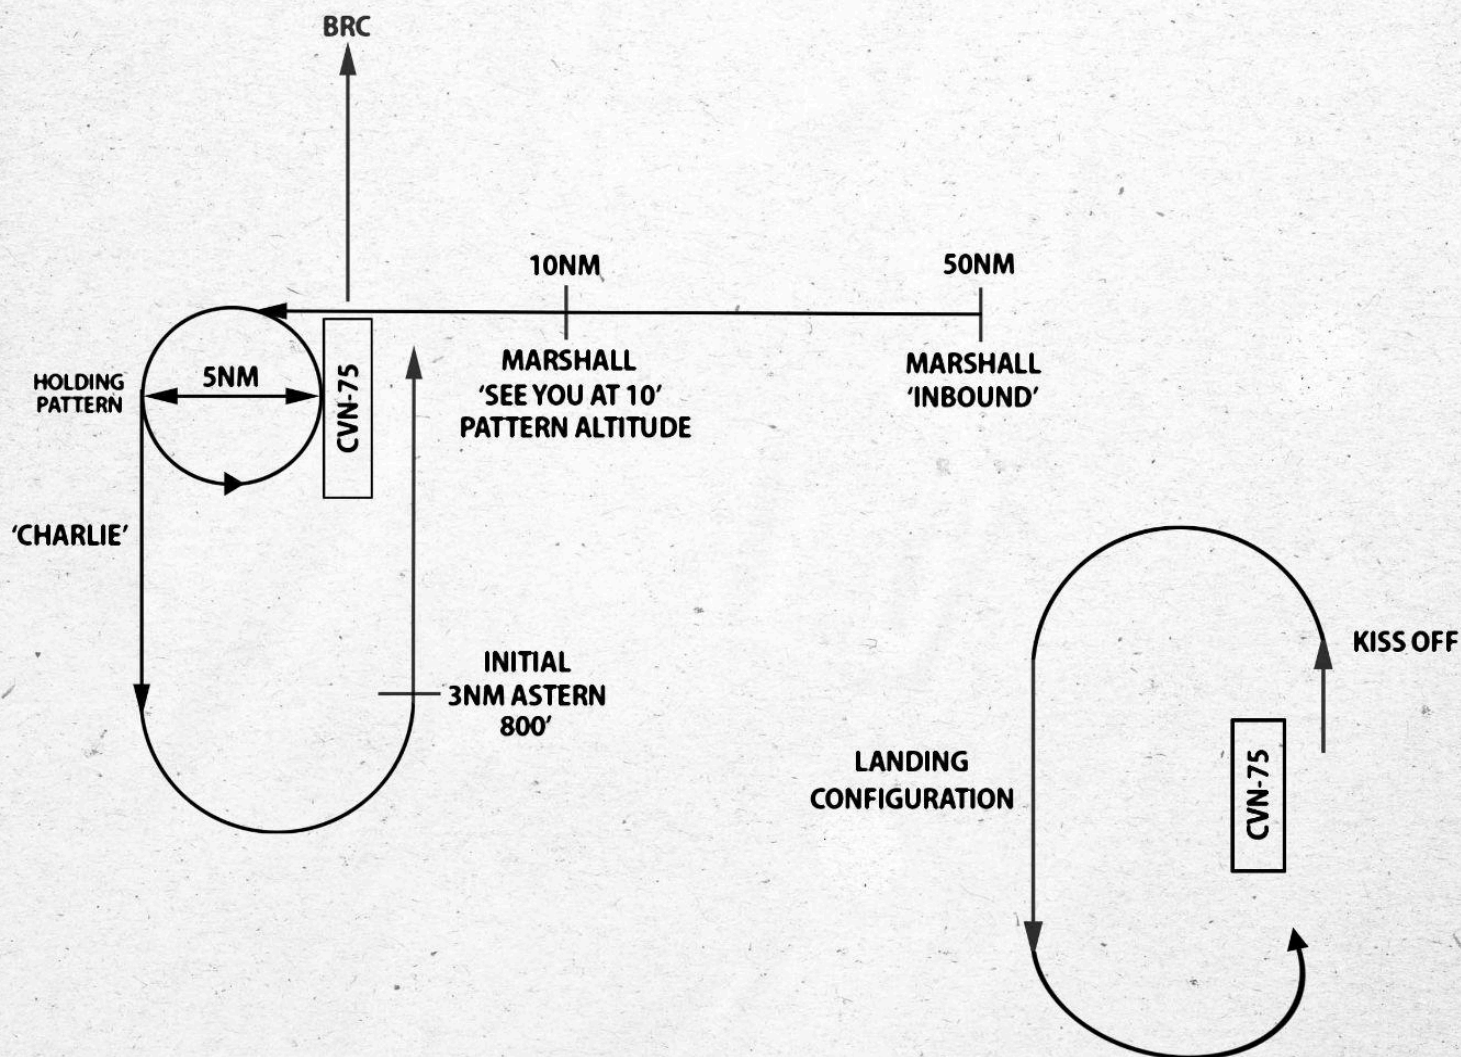 BRC
10NM
50NM
MARSHALL
'SEE YOU AT 10'
PATTERN ALTITUDE
MARSHALL
'INBOUND'
HOLDING
PATTERN
5NM
CVN-75
'CHARLIE'
INITIAL
3NM ASTERN
800'
KISS OFF
LANDING
CONFIGURATION
CVN-75